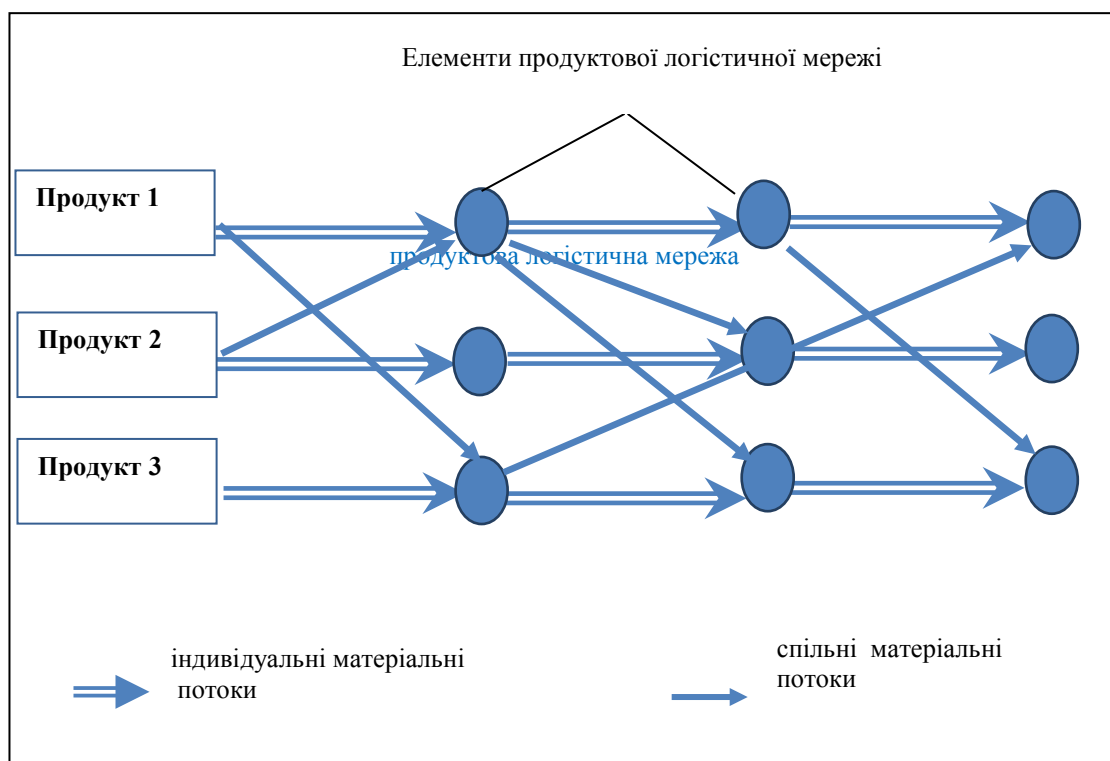 Елементи продуктової логістичної мережі
Продукт 1
продуктова логістична мережа
Продукт 2
Продукт 3
індивідуальні матеріальні
потоки
спільні матеріальні
потоки